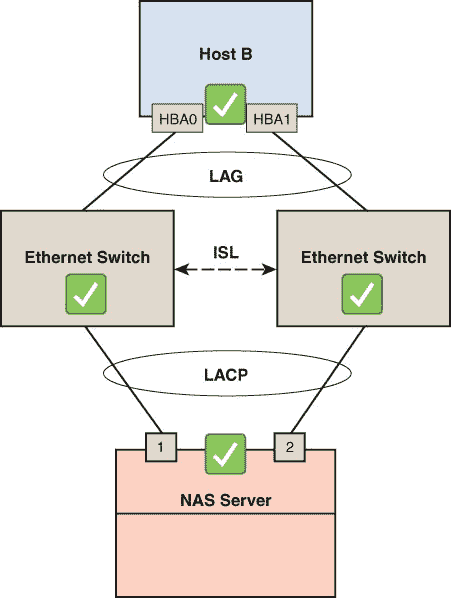 Host B
HBA0
HBA1
LAG
Ethernet Switch
ISL
Ethernet Switch
LACP
1
2
NAS Server